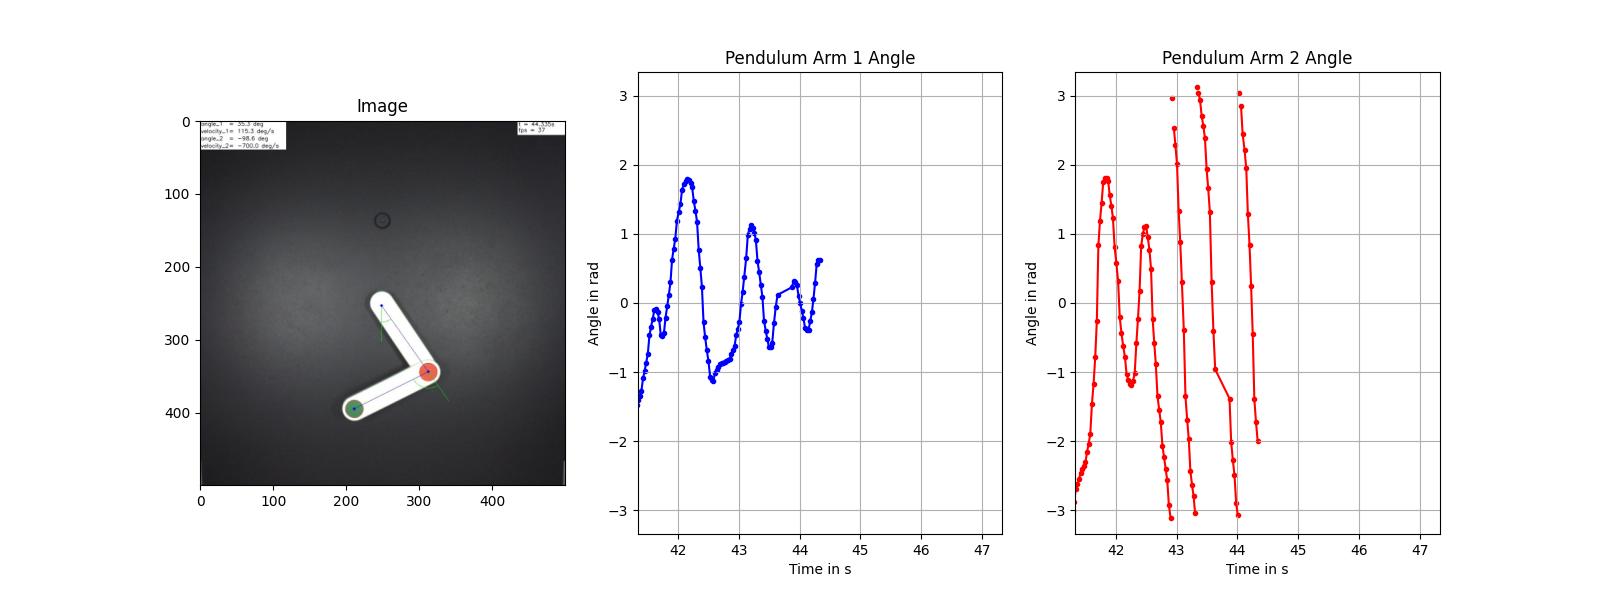 Image
angle_1 = 35.3 deg
velocity_1= 115.3 deg/s
angle_2 = -98.6 deg
velocity_2= -700.0 deg/s
t = 44.335s
fps = 37
0
100
200
300
400
0
100
200
300
400
Pendulum Arm 1 Angle
Angle in rad
3
2
1
0
−1
−2
−3
42
43
44
45
46
47
Time in s
Pendulum Arm 2 Angle
Angle in rad
3
2
1
0
−1
−2
−3
42
43
44
45
46
47
Time in s